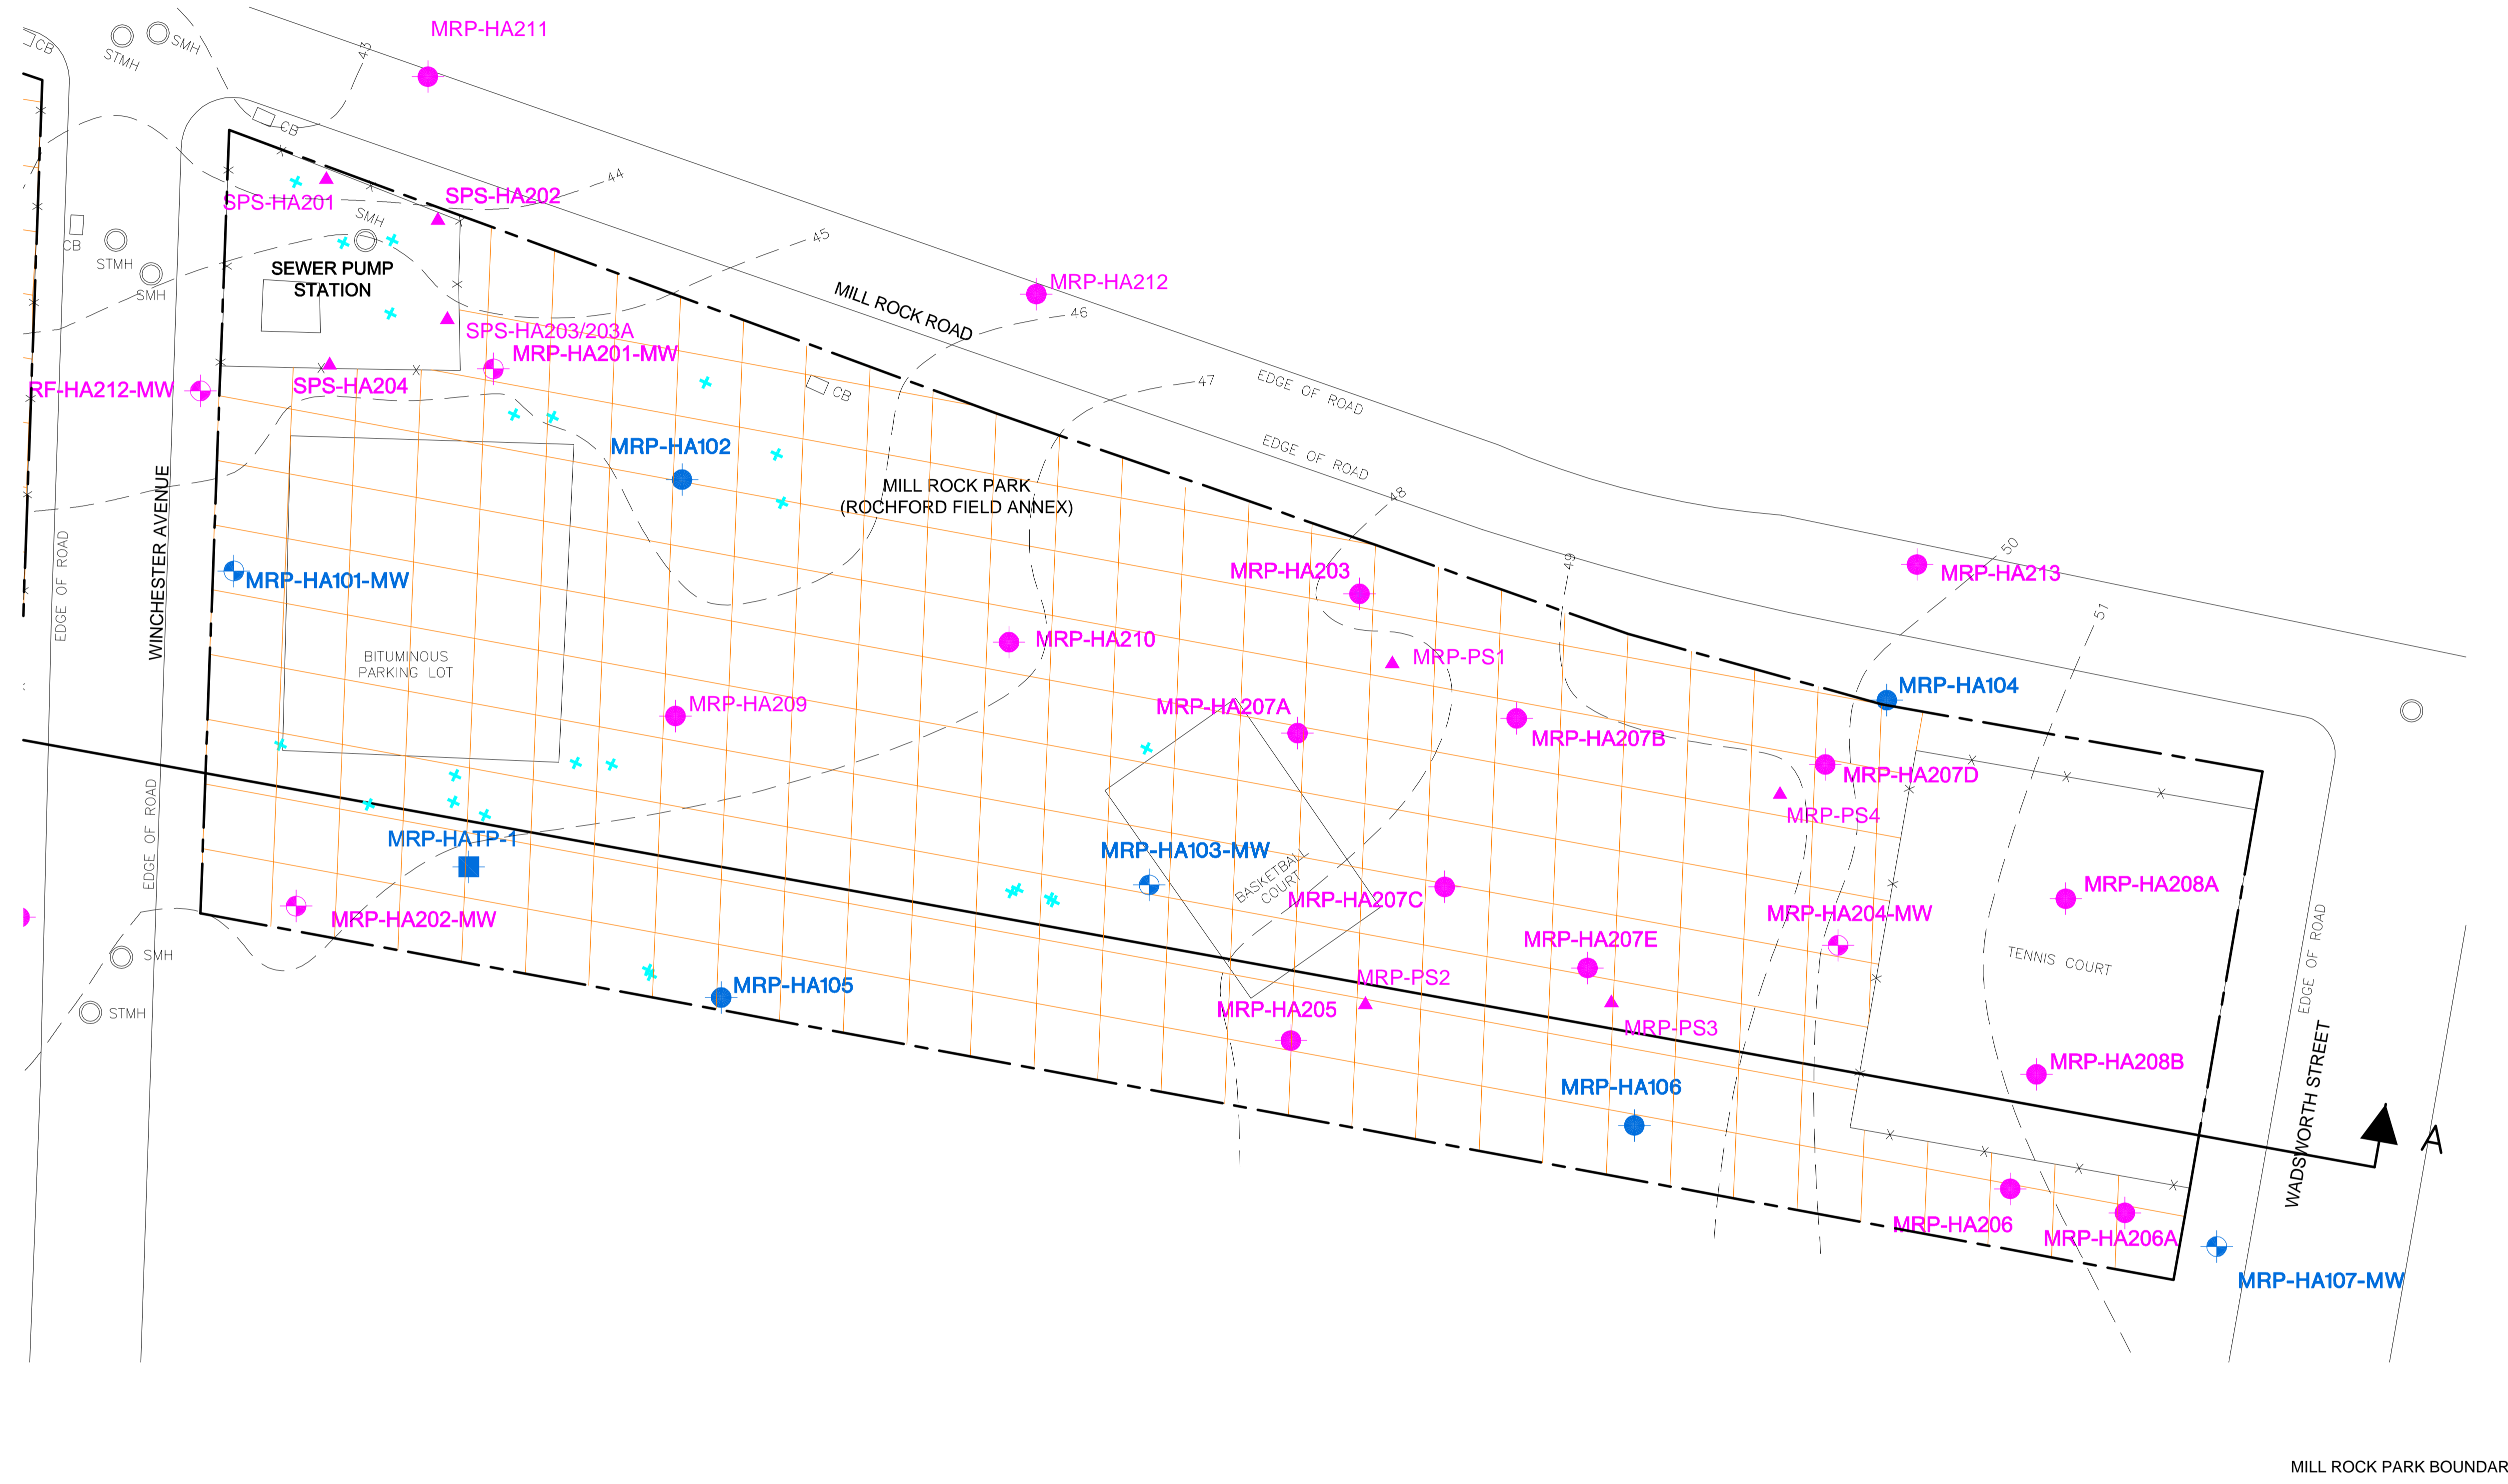 MRP-HA211
CB
STMH
SMH
43
CB
44
SPS-HA201
SPS-HA202
SMH
45
CB
STMH
SMH
SEWER PUMP
STATION
MRP-HA212
MILL ROCK ROAD
46
SPS-HA203/203A
MRP-HA201-MW
RF-HA212-MW
SPS-HA204
CB
47
EDGE OF ROAD
EDGE OF ROAD
MRP-HA102
MILL ROCK PARK
(ROCHFORD FIELD ANNEX)
48
WINCHESTER AVENUE
EDGE OF ROAD
MRP-HA101-MW
MRP-HA203
49
50
MRP-HA213
51
BITUMINOUS
PARKING LOT
MRP-HA210
MRP-PS1
MRP-HA104
MRP-HA209
MRP-HA207A
MRP-HA207B
MRP-HA207D
MRP-PS4
EDGE OF ROAD
MRP-HATP-1
MRP-HA103-MW
BASKETBALL
COURT
MRP-HA207C
MRP-HA208A
MRP-HA202-MW
MRP-HA204-MW
MRP-HA207E
TENNIS COURT
EDGE OF ROAD
SMH
MRP-HA105
MRP-PS2
MRP-HA205
STMH
MRP-PS3
MRP-HA208B
MRP-HA106
WADSWORTH STREET
A
MRP-HA206
MRP-HA206A
MRP-HA107-MW
MILL ROCK PARK BOUNDAR